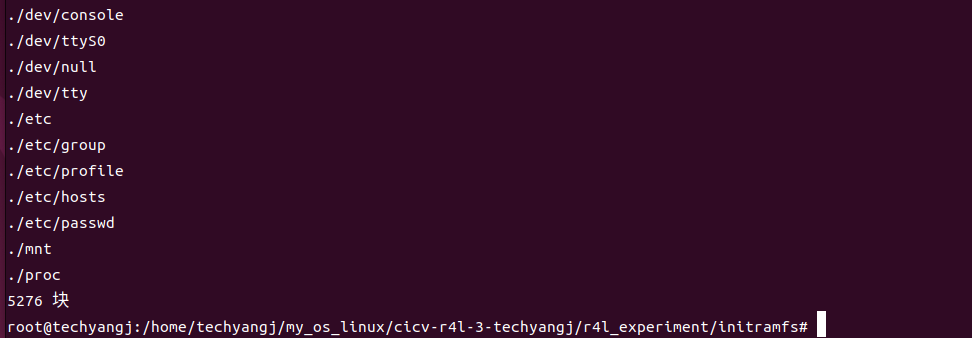 ./dev/console
./dev/ttyS0
./dev/null
./dev/tty
./etc
./etc/group
./etc/profile
./etc/hosts
./etc/passwd
./mnt
./proc
5276 块
root@techyangj:/home/techyangj/my_os_linux/cicv-r4l-3-techyangj/r4l_experiment/initramfs#